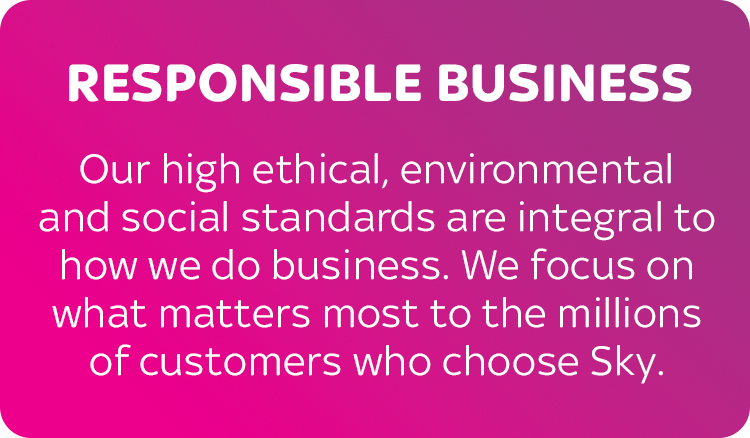 RESPONSIBLE BUSINESS
Our high ethical, environmental
and social standards are integral to
how we do business. We focus on
what matters most to the millions
of customers who choose Sky.